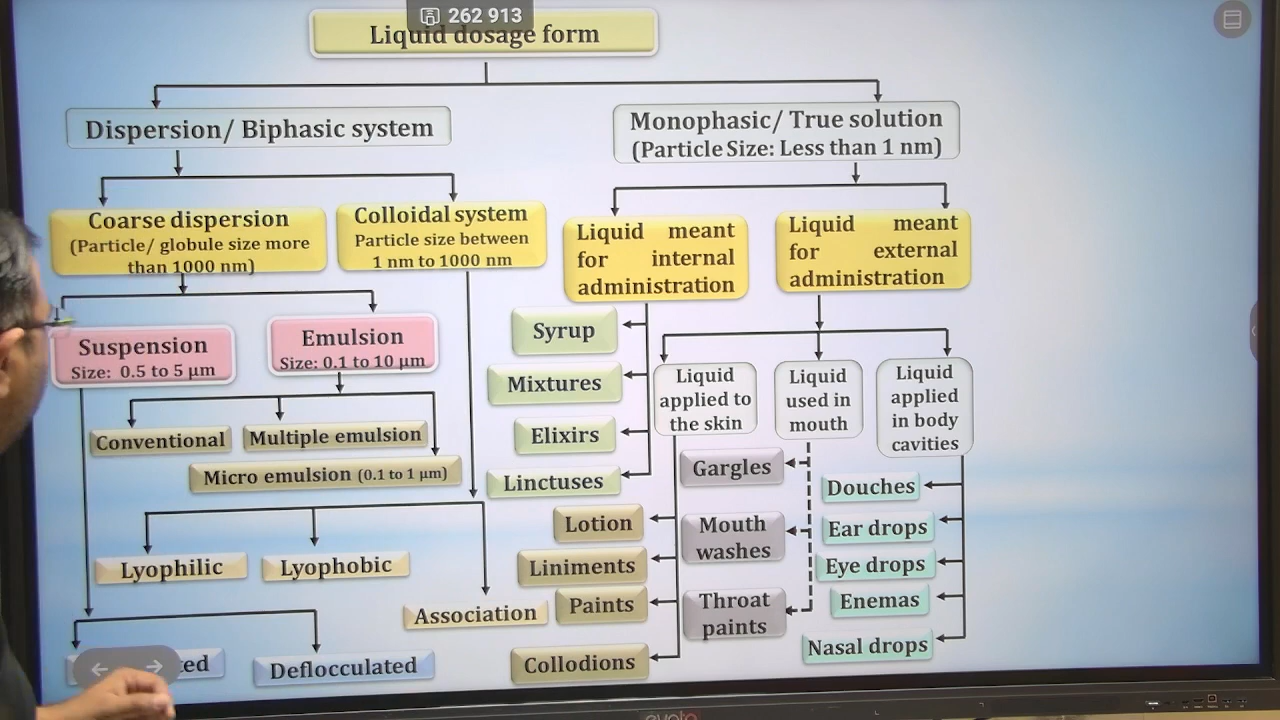 262 913
Liquid dosage form
Dispersion/ Biphasic system
Monophasic/ True solution
(Particle Size: Less than 1 nm)
Coarse dispersion
(Particle/ globule size more
than 1000 nm)
Colloidal system
Particle size between
1 nm to 1000 nm
Liquid meant
for internal
administration
Liquid meant
for external
administration
Suspension
Size: 0.5 to 5 µm
Emulsion
Size: 0.1 to 10 µm
Conventional
Multiple emulsion
Micro emulsion (0.1 to 1 µm)
Lyophilic
Lyophobic
Association
ted
Deflocculated
Syrup
Mixtures
Elixirs
Linctuses
Liquid
applied to
the skin
Liquid
used in
mouth
Liquid
applied
in body
cavities
Lotion
Liniments
Paints
Collodions
Gargles
Mouth
washes
Throat
paints
Douches
Ear drops
Eye drops
Enemas
Nasal drops